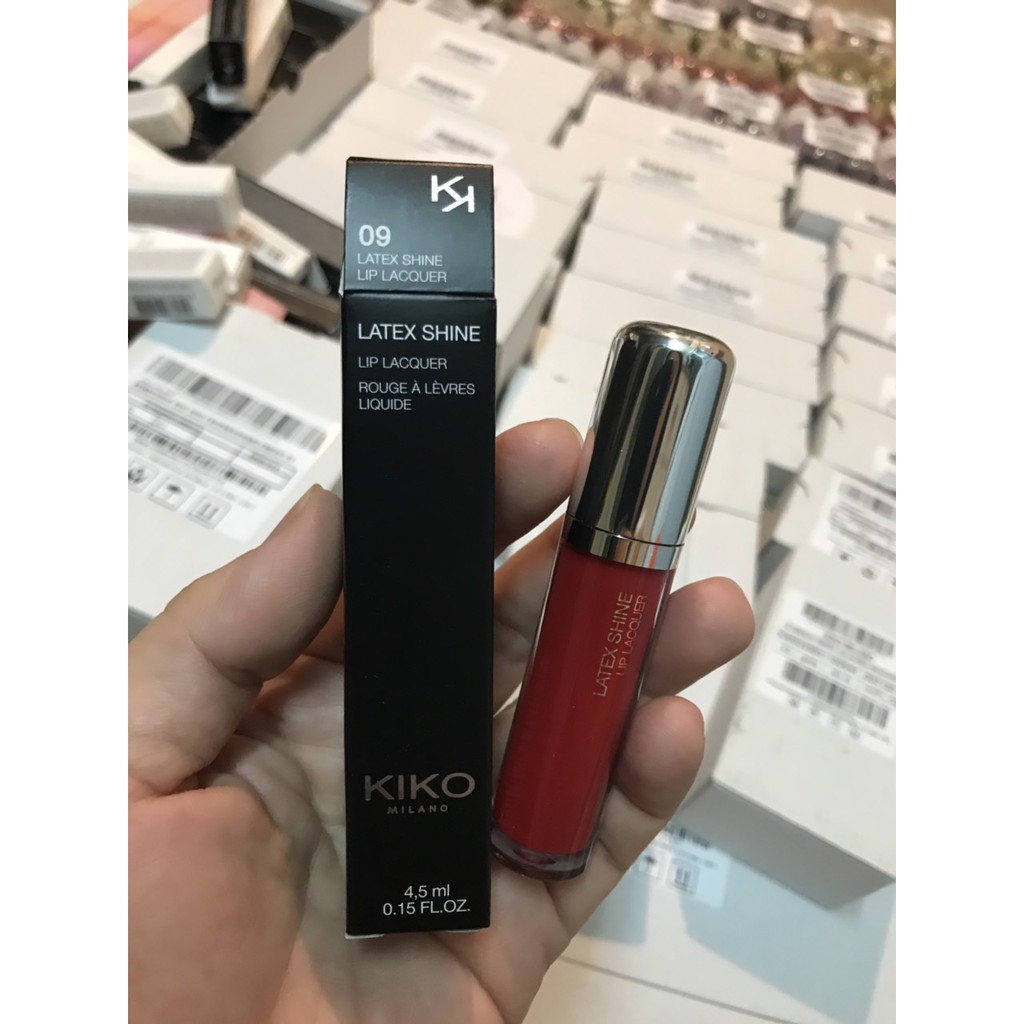 09
LATEX SHINE
LIP LACQUER
LATEX SHINE
LIP LACQUER
ROUGE À LÈVRES
LIQUIDE
KIKO
MILANO
4,5 ml
0.15 FL.OZ.
LATEX SHINE
LIP LACQUER